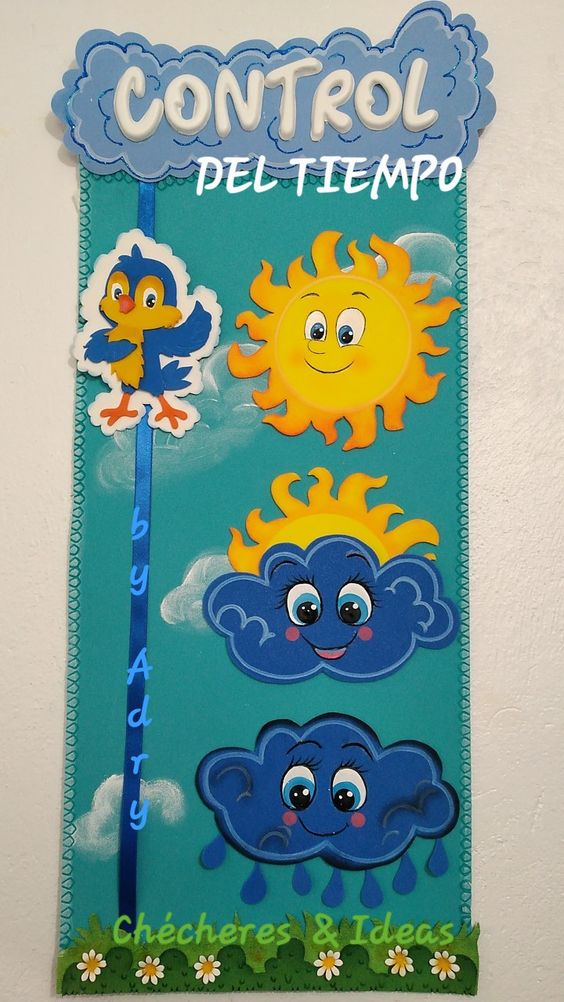 CONTROL
DEL TIEMPO
by Adry
Chécheres & Ideas